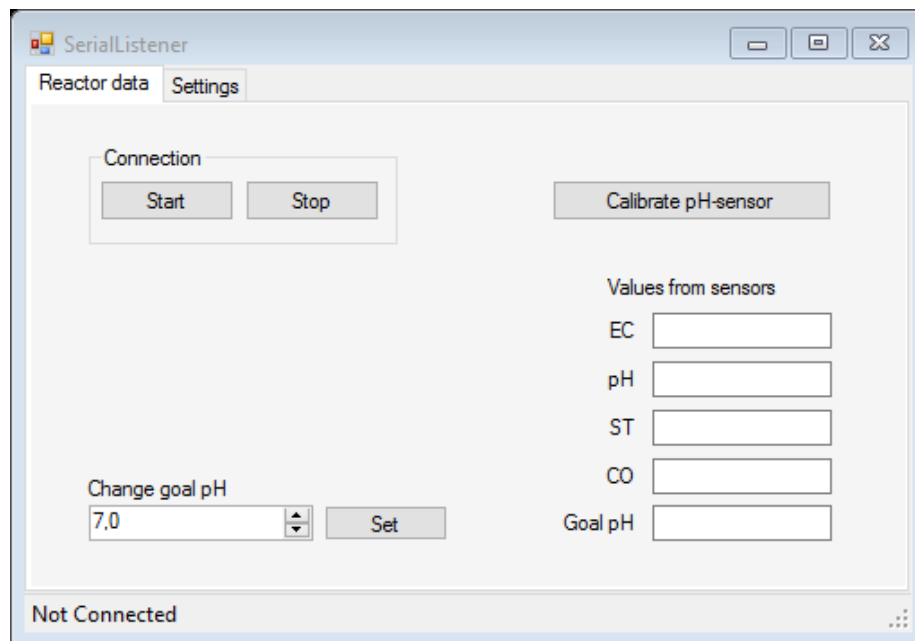 SerialListener
Reactor data Settings
Connection
Start Stop
Calibrate pH-sensor
Values from sensors
EC
pH
ST
CO
Goal pH
Change goal pH
7,0
Set
Not Connected